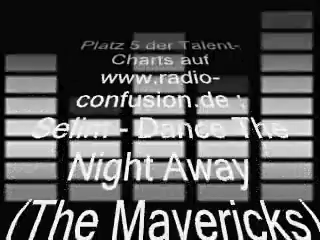 Platz 5 der Talent-
Charts auf
www.radio-
confusion.de :
Selim - Dance The
Night Away
(The Mavericks)